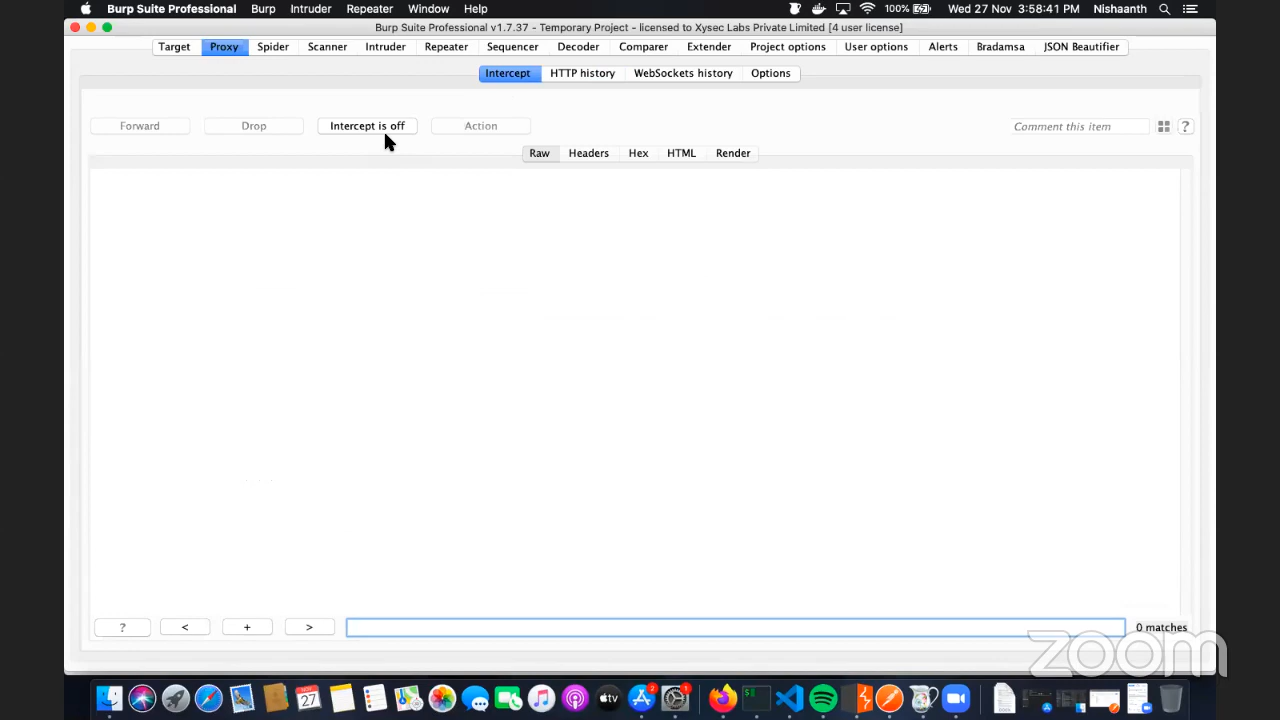 Burp Suite Professional Burp Intruder Repeater Window Help 100% Wed 27 Nov 3:58:41 PM Nishaanth
Burp Suite Professional v1.7.37 - Temporary Project - licensed to Xysec Labs Private Limited [4 user license]
Target Proxy Spider Scanner Intruder Repeater Sequencer Decoder Comparer Extender Project options User options Alerts Bradamsa JSON Beautifier
Intercept HTTP history WebSockets history Options
Forward Drop Intercept is off Action Comment this item ?
Raw Headers Hex HTML Render
? < + > 0 matches
zoom